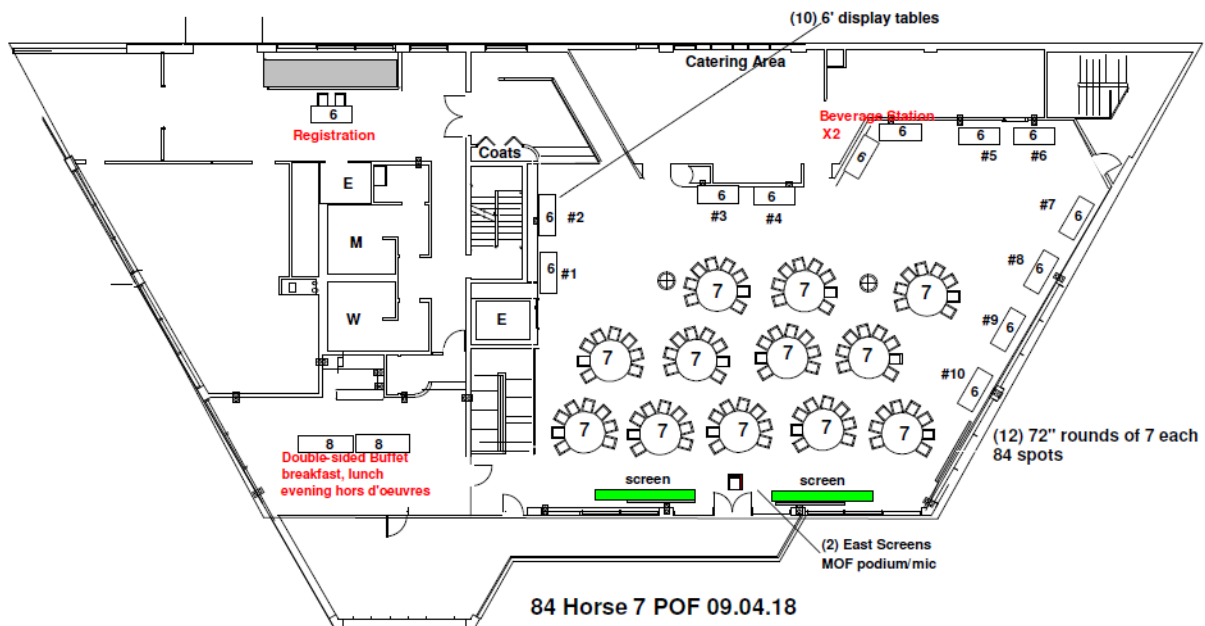 (10) 6' display tables
Catering Area
6
Registration
Beverage Station
X2
6
6
6
6
#5
#6
Coats
E
6
#2
6
6
#3
#4
#7
6
M
6
#1
#8
6
7
7
7
W
E
#9
6
7
7
7
7
#10
6
7
7
7
7
7
8
8
Double-sided Buffet
breakfast, lunch
evening hors d'oeuvres
(12) 72" rounds of 7 each
84 spots
screen
screen
(2) East Screens
MOF podium/mic
84 Horse 7 POF 09.04.18